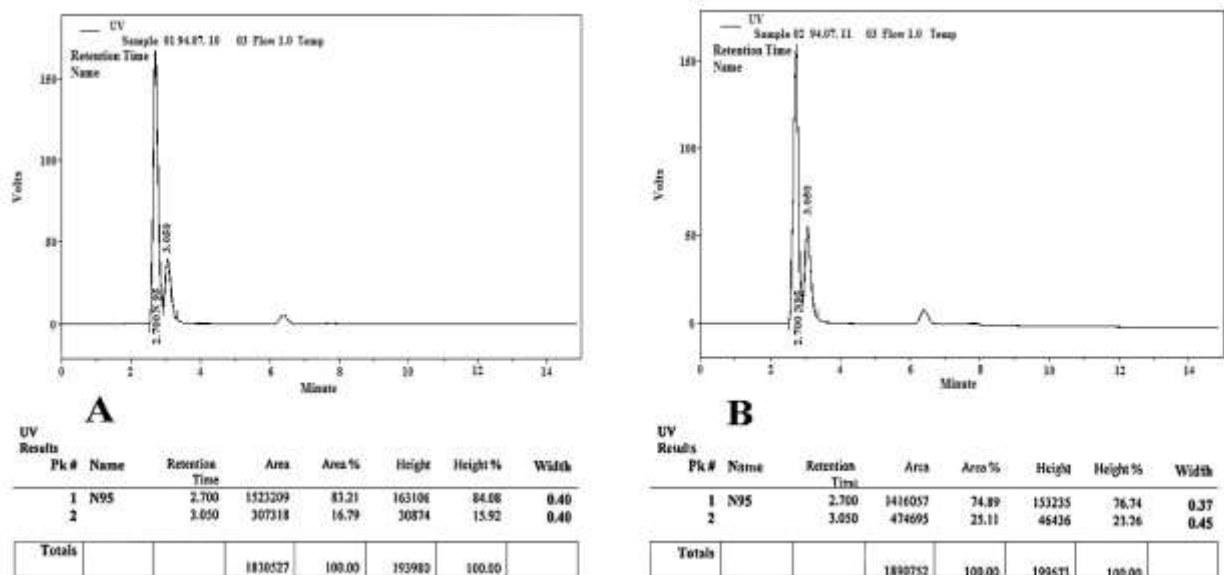 UV
Sample 01 94.07.10 03 Flow 1.0 Temp
Retention Time
Name
150
100
50
0
Volts
2.700 N 95
3.050
0 2 4 6 8 10 12 14
Minute
A
UV
Results
Pk # Name Retention Time Area Area % Height Height % Width
1 N95 2.700 1523209 83.21 163106 84.08 0.40
2 3.050 307318 16.79 30874 15.92 0.40
Totals
1830527 100.00 193980 100.00
UV
Sample 02 94.07.11 03 Flow 1.0 Temp
Retention Time
Name
150
100
50
0
Volts
2.700 N95
3.050
0 2 4 6 8 10 12 14
Minute
B
UV
Results
Pk # Name Retention Time Area Area % Height Height % Width
1 N95 2.700 1416057 74.89 153235 76.74 0.37
2 3.050 474695 25.11 46436 23.26 0.45
Totals
1890752 100.00 100.00